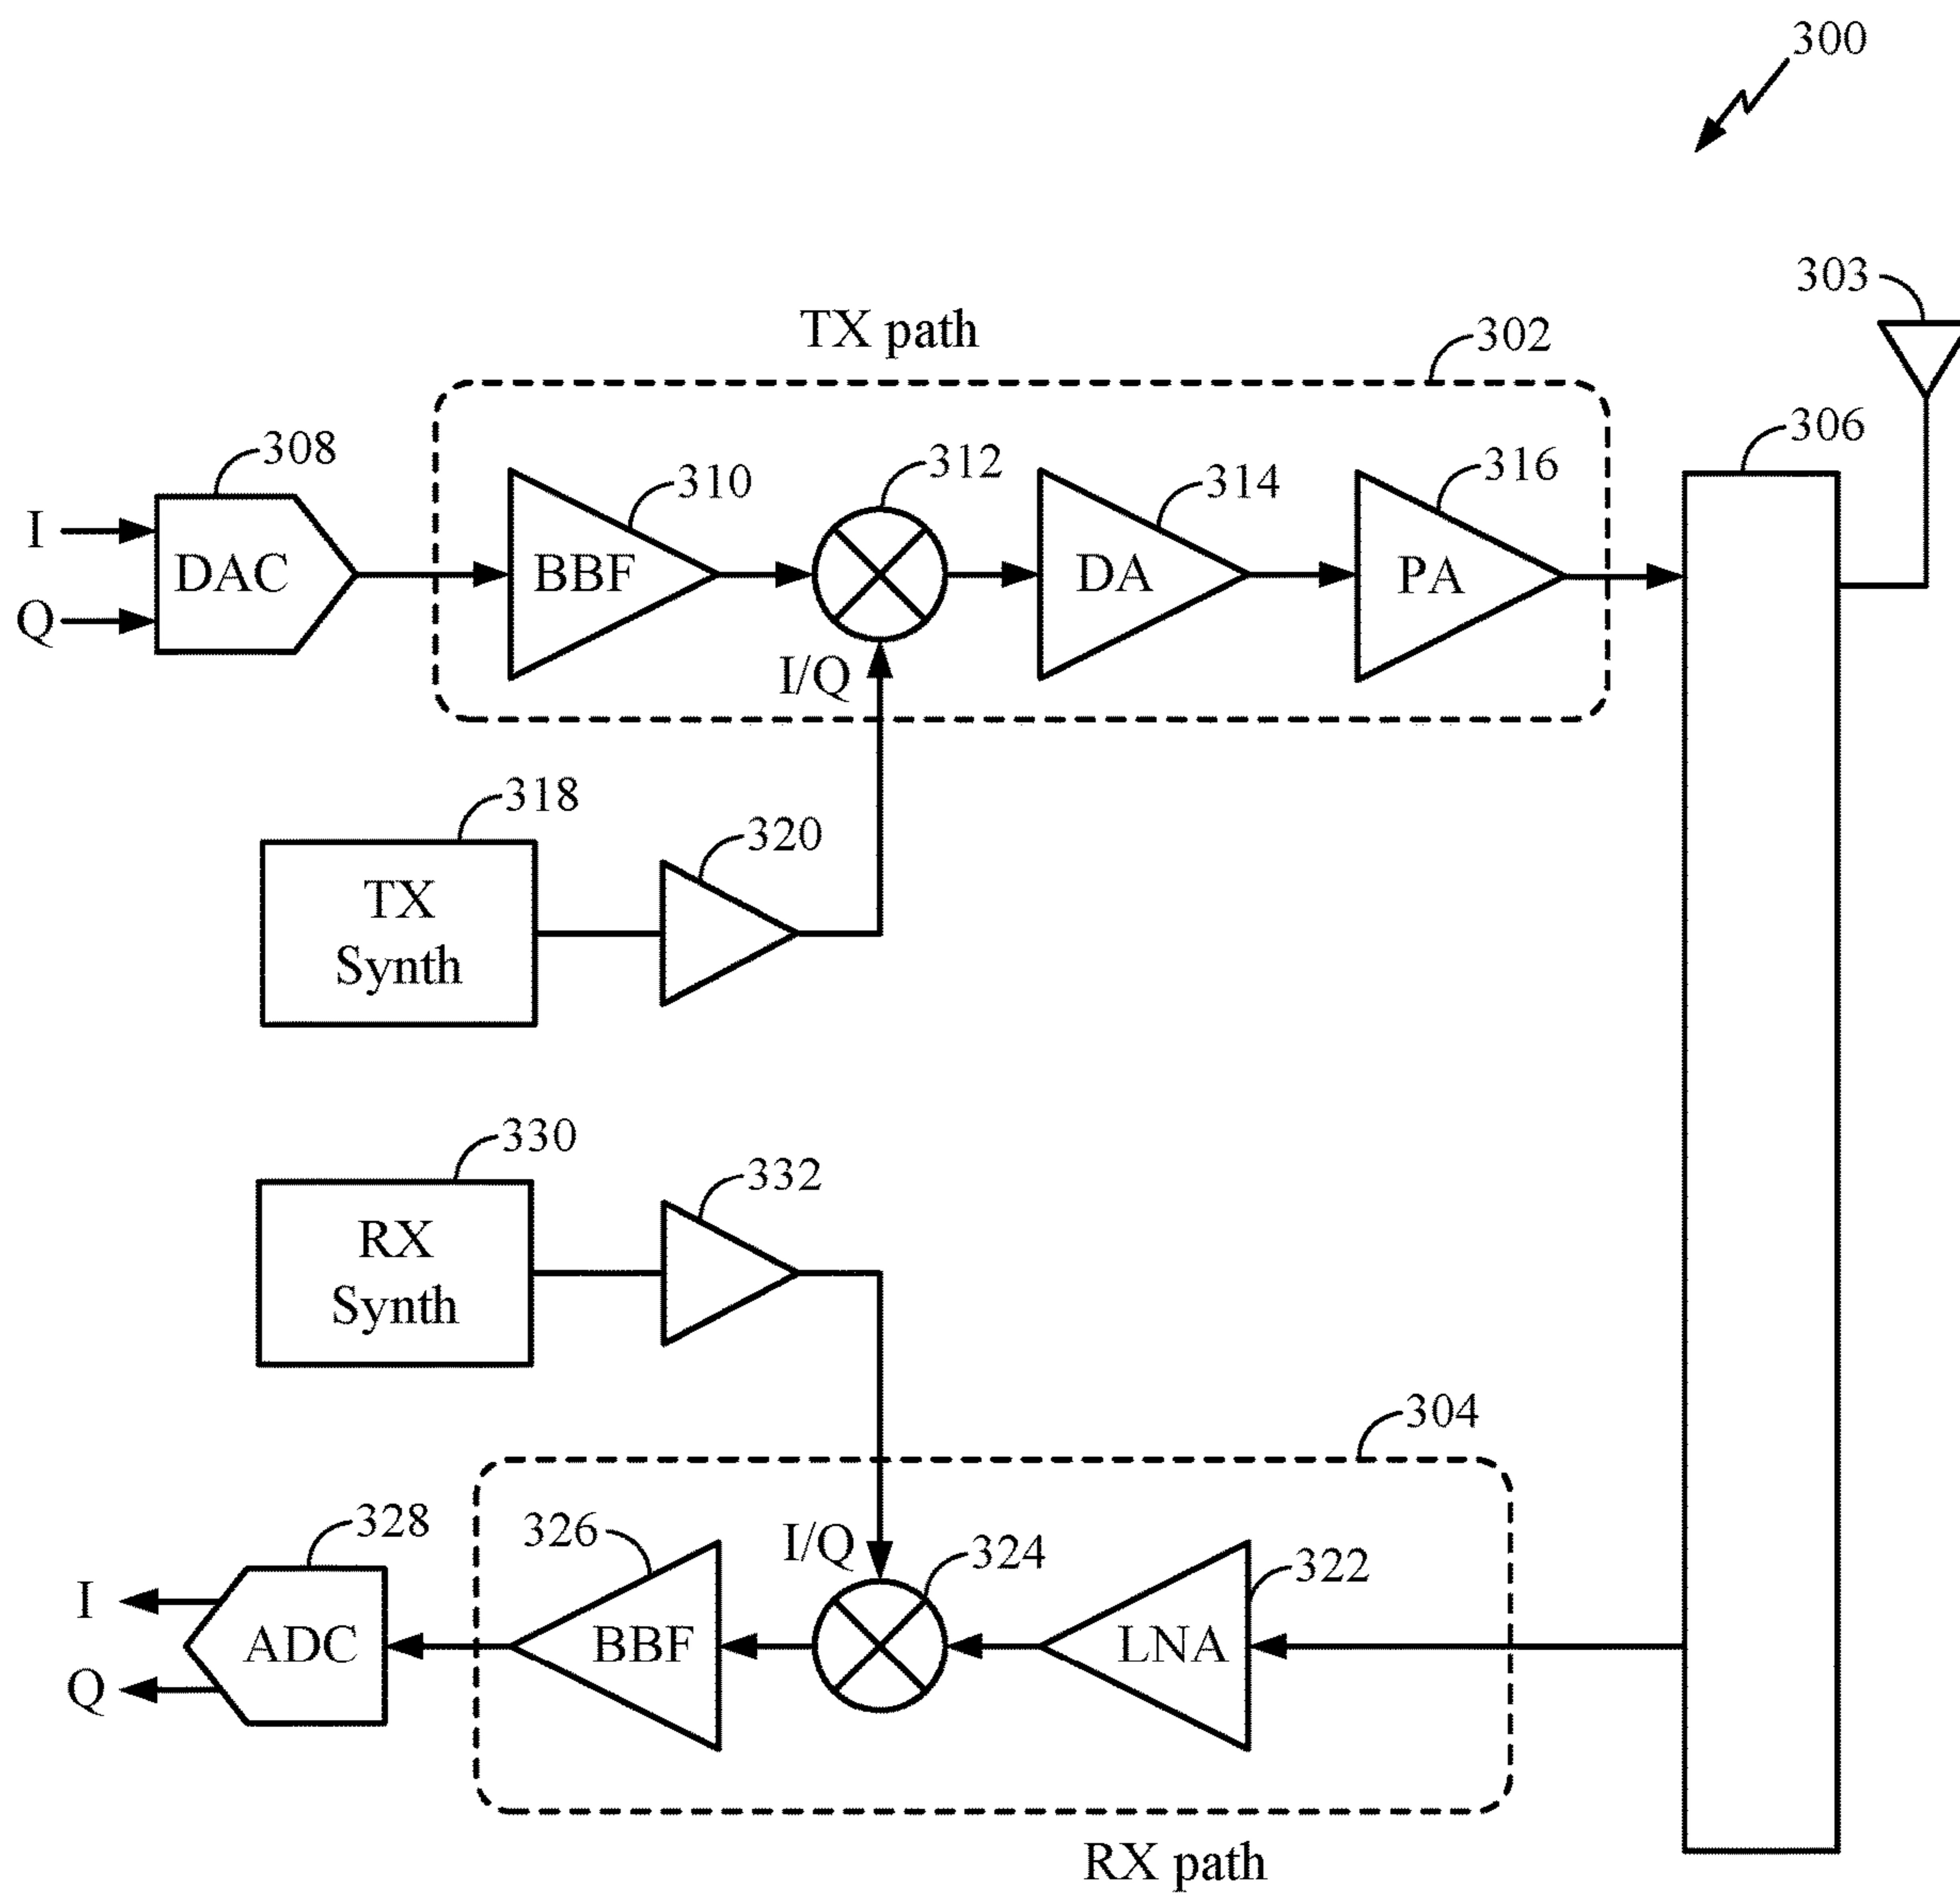 300
303
TX path
302
306
308
310
312
314
316
I
DAC
BBF
DA
PA
Q
I/Q
318
320
TX
Synth
330
332
RX
Synth
304
328
326
I/Q
324
322
I
ADC
BBF
LNA
Q
RX path